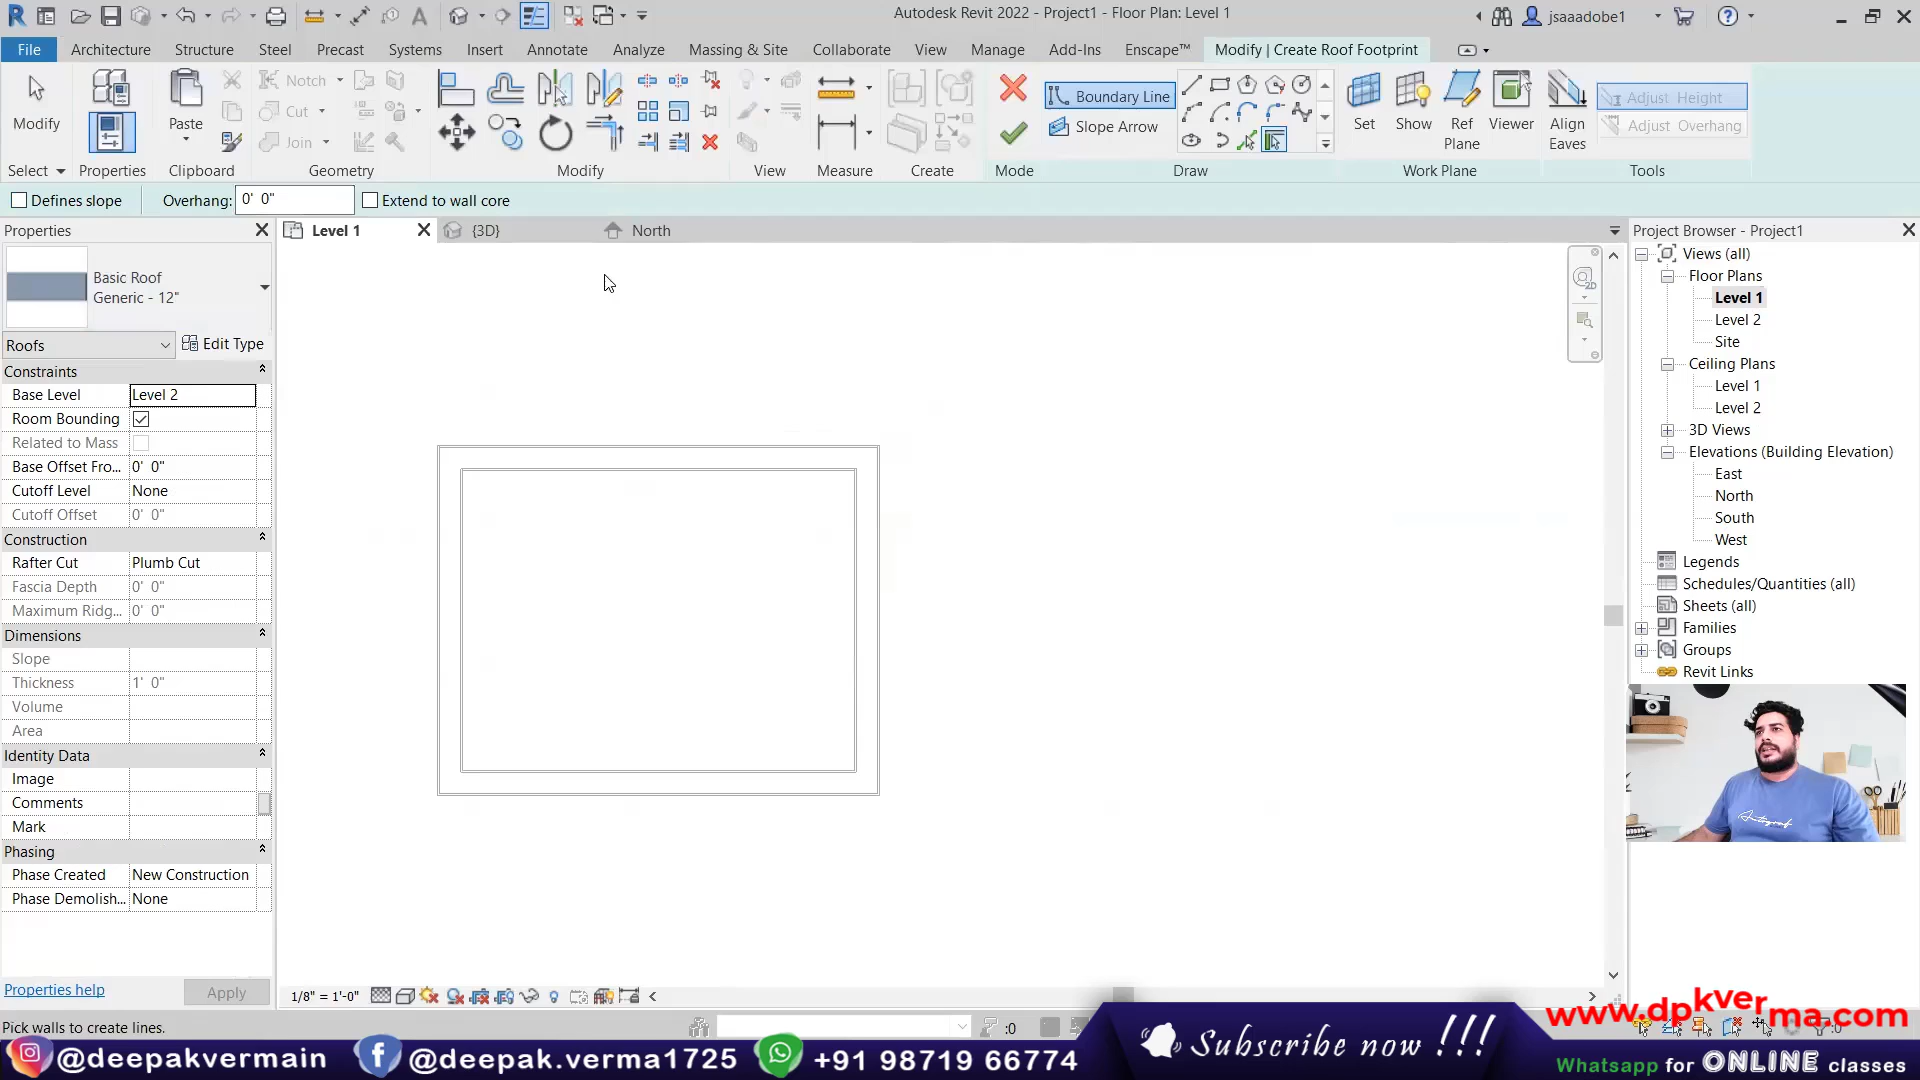 Autodesk Revit 2022 - Project1 - Floor Plan: Level 1
jsaaadobe1
File Architecture Structure Steel Precast Systems Insert Annotate Analyze Massing & Site Collaborate View Manage Add-Ins Enscape™ Modify | Create Roof Footprint
Modify
Paste
Notch
Cut
Join
Boundary Line
Slope Arrow
Set
Show
Ref
Plane
Viewer
Align
Eaves
Adjust Height
Adjust Overhang
Select Properties Clipboard Geometry Modify View Measure Create Mode Draw Work Plane Tools
Defines slope Overhang: 0' 0" Extend to wall core
Properties
Level 1 {3D} North
Basic Roof
Generic - 12"
Roofs Edit Type
Constraints
Base Level Level 2
Room Bounding
Related to Mass
Base Offset Fro... 0' 0"
Cutoff Level None
Cutoff Offset 0' 0"
Construction
Rafter Cut Plumb Cut
Fascia Depth 0' 0"
Maximum Ridg... 0' 0"
Dimensions
Slope
Thickness 1' 0"
Volume
Area
Identity Data
Image
Comments
Mark
Phasing
Phase Created New Construction
Phase Demolish... None
Properties help Apply
2D
Project Browser - Project1
Views (all)
Floor Plans
Level 1
Level 2
Site
Ceiling Plans
Level 1
Level 2
3D Views
Elevations (Building Elevation)
East
North
South
West
Legends
Schedules/Quantities (all)
Sheets (all)
Families
Groups
Revit Links
1/8" = 1'-0"
Pick walls to create lines.
:0
:0
www.dpkverma.com
@deepakvermain @deepak.verma1725 +91 98719 66774
Subscribe now !!!
Whatsapp for ONLINE classes